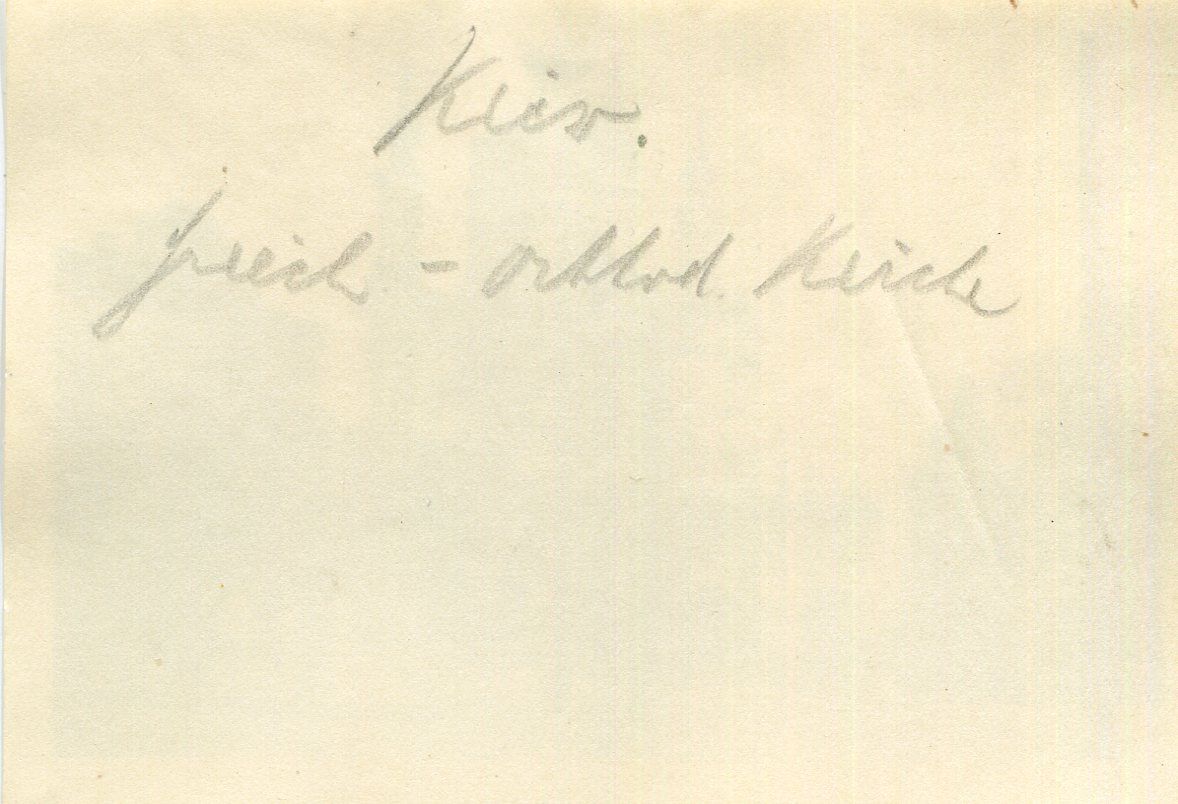 Kiew.
griech - orthod. Kirche